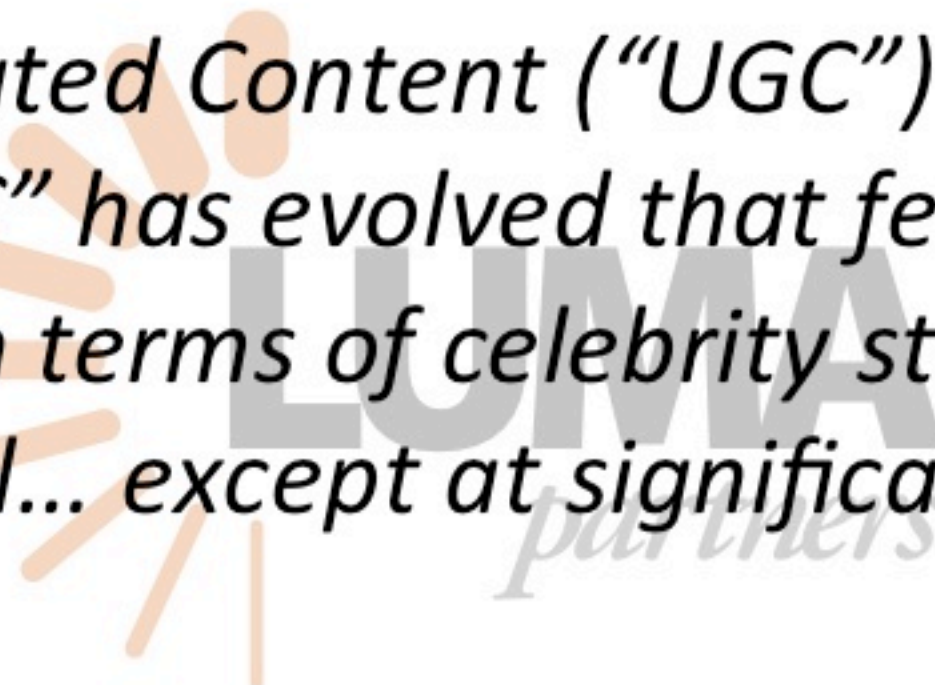 ated Content (“UGC”)
C” has evolved that fe
n terms of celebrity st
l... except at significa
LUMA
partners